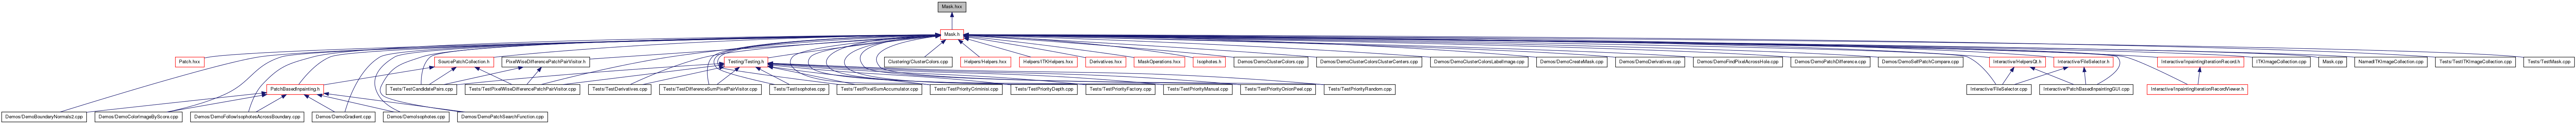 Mask.hxx
Mask.h
Patch.hxx
SourcePatchCollection.h
PixelWiseDifferencePatchPairVisitor.h
Testing/Testing.h
Clustering/ClusterColors.cpp
Helpers/Helpers.hxx
Helpers/ITKHelpers.hxx
Derivatives.hxx
MaskOperations.hxx
Isophotes.h
Demos/DemoClusterColors.cpp
Demos/DemoClusterColorsClusterCenters.cpp
Demos/DemoClusterColorsLabelImage.cpp
Demos/DemoCreateMask.cpp
Demos/DemoDerivatives.cpp
Demos/DemoFindPixelAcrossHole.cpp
Demos/DemoPatchDifference.cpp
Demos/DemoSelfPatchCompare.cpp
Interactive/HelpersQt.h
Interactive/FileSelector.h
Interactive/InpaintingIterationRecord.h
ITKImageCollection.cpp
Mask.cpp
NamedITKImageCollection.cpp
Tests/TestITKImageCollection.cpp
Tests/TestMask.cpp
PatchBasedInpainting.h
Tests/TestCandidatePairs.cpp
Tests/TestPixelWiseDifferencePatchPairVisitor.cpp
Tests/TestDerivatives.cpp
Tests/TestDifferenceSumPixelPairVisitor.cpp
Tests/TestIsophotes.cpp
Tests/TestPixelSumAccumulator.cpp
Tests/TestPriorityCriminisi.cpp
Tests/TestPriorityDepth.cpp
Tests/TestPriorityFactory.cpp
Tests/TestPriorityManual.cpp
Tests/TestPriorityOnionPeel.cpp
Tests/TestPriorityRandom.cpp
Interactive/FileSelector.cpp
Interactive/PatchBasedInpaintingGUI.cpp
Interactive/InpaintingIterationRecordViewer.h
Demos/DemoBoundaryNormals2.cpp
Demos/DemoColorImageByScore.cpp
Demos/DemoFollowIsophotesAcrossBoundary.cpp
Demos/DemoGradient.cpp
Demos/DemoIsophotes.cpp
Demos/DemoPatchSearchFunction.cpp